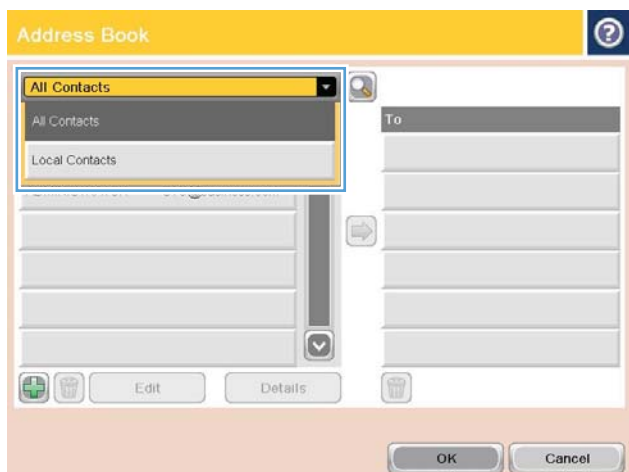 Address Book
All Contacts
All Contacts
To
Local Contacts
Edit
Details
OK
Cancel